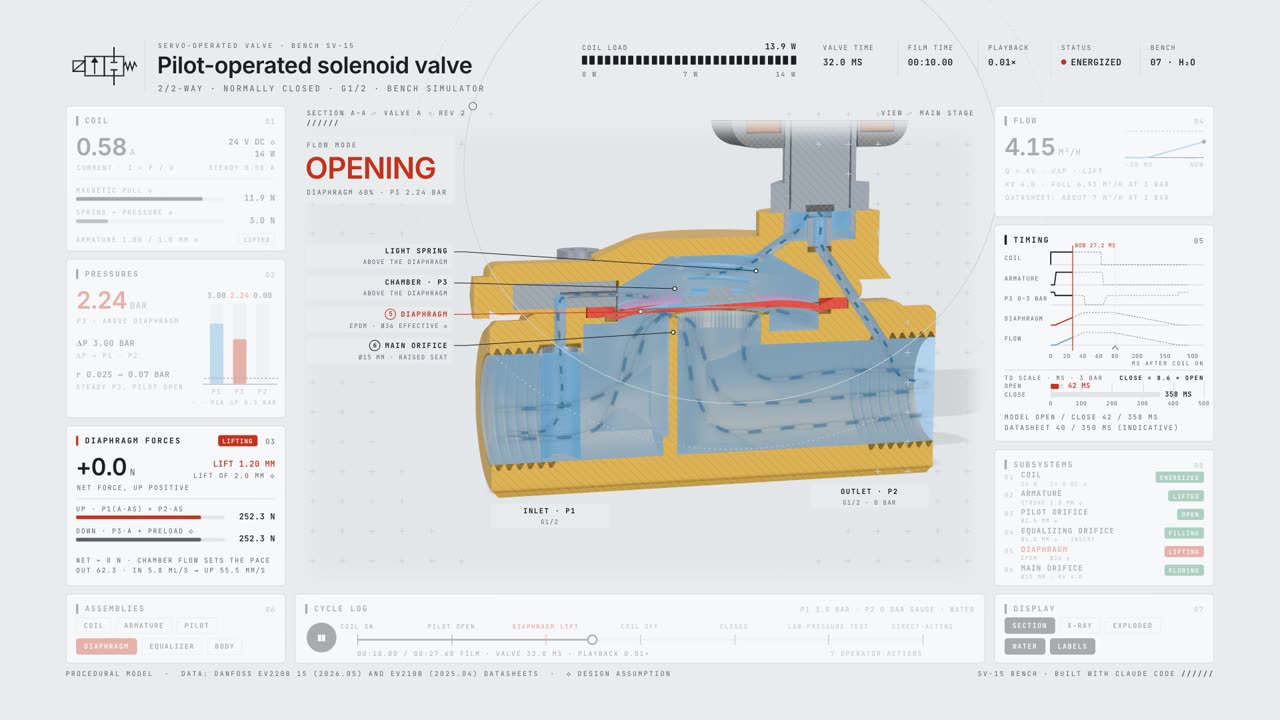 SERVO-OPERATED VALVE · BENCH SV-15
Pilot-operated solenoid valve
2/2-WAY · NORMALLY CLOSED · G1/2 · BENCH SIMULATOR
COIL LOAD 13.9 W
0 W 7 W 14 W
VALVE TIME
32.0 MS
FILM TIME
00:10.00
PLAYBACK
0.01×
STATUS
ENERGIZED
BENCH
07 · H₂O
COIL 01
0.58 A
24 V DC ◇
14 W
CURRENT I = P / U STEADY 0.58 A
MAGNETIC PULL ◇
11.9 N
SPRING + PRESSURE ◇
3.0 N
ARMATURE 1.00 / 1.0 MM ◇ LIFTED
PRESSURES 02
2.24 BAR
3.00 2.24 0.00
P3 · ABOVE DIAPHRAGM
ΔP 3.00 BAR
ΔP = P1 - P2
r 0.025 → 0.07 BAR
STEADY P3, PILOT OPEN
P1 P3 P2
MIN ΔP 0.3 BAR
DIAPHRAGM FORCES LIFTING 03
+0.0 N
LIFT 1.20 MM
LIFT OF 2.0 MM ◇
NET FORCE, UP POSITIVE
UP · P1(A-AS) + P2·AS
252.3 N
DOWN · P3·A + PRELOAD ◇
252.3 N
NET ≈ 0 N · CHAMBER FLOW SETS THE PACE
OUT 62.3 · IN 5.8 ML/S → UP 55.5 MM/S
ASSEMBLIES 06
COIL ARMATURE PILOT
DIAPHRAGM EQUALIZER BODY
SECTION A-A · VALVE A · REV 2
//////
VIEW · MAIN STAGE
FLOW MODE
OPENING
DIAPHRAGM 60% · P3 2.24 BAR
LIGHT SPRING
ABOVE THE DIAPHRAGM
CHAMBER · P3
ABOVE THE DIAPHRAGM
5 DIAPHRAGM
EPDM · Ø36 EFFECTIVE ◇
6 MAIN ORIFICE
Ø15 MM · RAISED SEAT
INLET · P1
G1/2
OUTLET · P2
G1/2 · 0 BAR
CYCLE LOG
P1 3.0 BAR · P2 0 BAR GAUGE · WATER
COIL ON PILOT OPEN DIAPHRAGM LIFT COIL OFF CLOSED LOW-PRESSURE TEST DIRECT-ACTING
00:10.00 / 00:27.60 FILM · VALVE 32.0 MS · PLAYBACK 0.01×
7 OPERATOR ACTIONS
FLOW 04
4.15 M³/H
-30 MS NOW
Q = KV · √ΔP · LIFT
KV 4.0 · FULL 6.93 M³/H AT 3 BAR
DATASHEET: ABOUT 7 M³/H AT 3 BAR
TIMING 05
NOW 27.2 MS
COIL
ARMATURE
P3 0-3 BAR
DIAPHRAGM
FLOW
0 20 40 60 80 200 350 500
MS AFTER COIL ON
TO SCALE · MS · 3 BAR CLOSE = 8.6 × OPEN
OPEN 42 MS
CLOSE 358 MS
0 100 200 300 400 500
MODEL OPEN / CLOSE 42 / 358 MS
DATASHEET 40 / 350 MS (INDICATIVE)
SUBSYSTEMS 08
01 COIL ENERGIZED
02 ARMATURE LIFTED
STROKE 1.0 MM ◇
03 PILOT ORIFICE OPEN
04 EQUALIZING ORIFICE FILLING
05 DIAPHRAGM LIFTING
06 MAIN ORIFICE FLOWING
Ø15 MM · KV 4.0
DISPLAY 07
SECTION X-RAY EXPLODED
WATER LABELS
PROCEDURAL MODEL · DATA: DANFOSS EV220B 15 (2026.05) AND EV210B (2025.04) DATASHEETS · ◇ DESIGN ASSUMPTION
SV-15 BENCH · BUILT WITH CLAUDE CODE //////